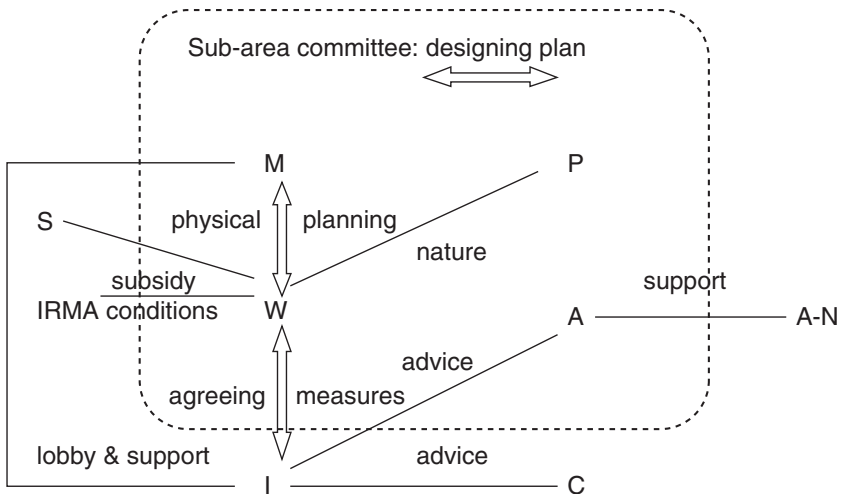 Sub-area committee: designing plan
M P
S physical planning
nature
subsidy support
IRMA conditions W A A-N
advice
agreeing measures
lobby & support advice
I C